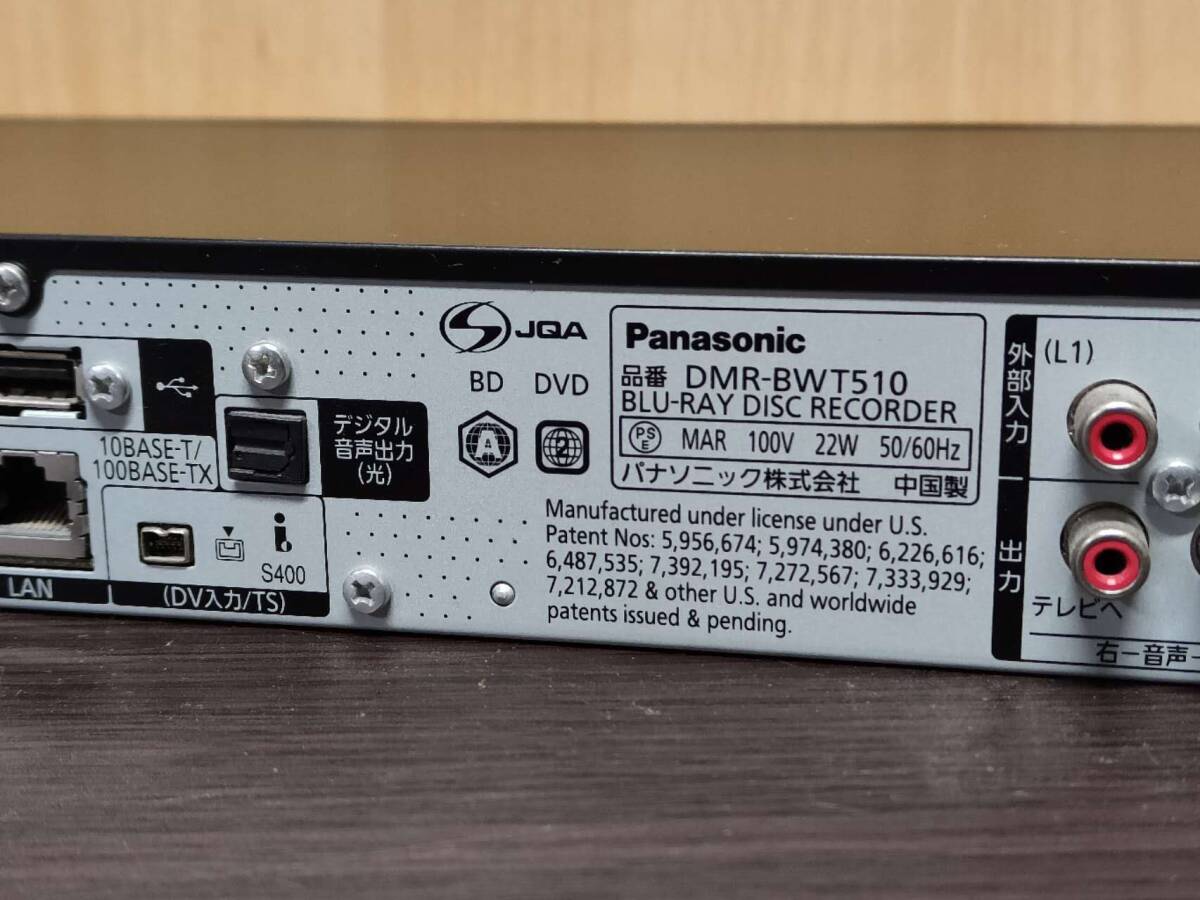 10BASE-T/
100BASE-TX
LAN
デジタル
音声出力
(光)
S400
(DV入力/TS)
JQA
BD DVD
A 2
Panasonic
品番 DMR-BWT510
BLU-RAY DISC RECORDER
PSE MAR 100V 22W 50/60Hz
パナソニック株式会社 中国製
Manufactured under license under U.S.
Patent Nos: 5,956,674; 5,974,380; 6,226,616;
6,487,535; 7,392,195; 7,272,567; 7,333,929;
7,212,872 & other U.S. and worldwide
patents issued & pending.
外部入力
(L1)
出力
テレビへ
右ー音声ー